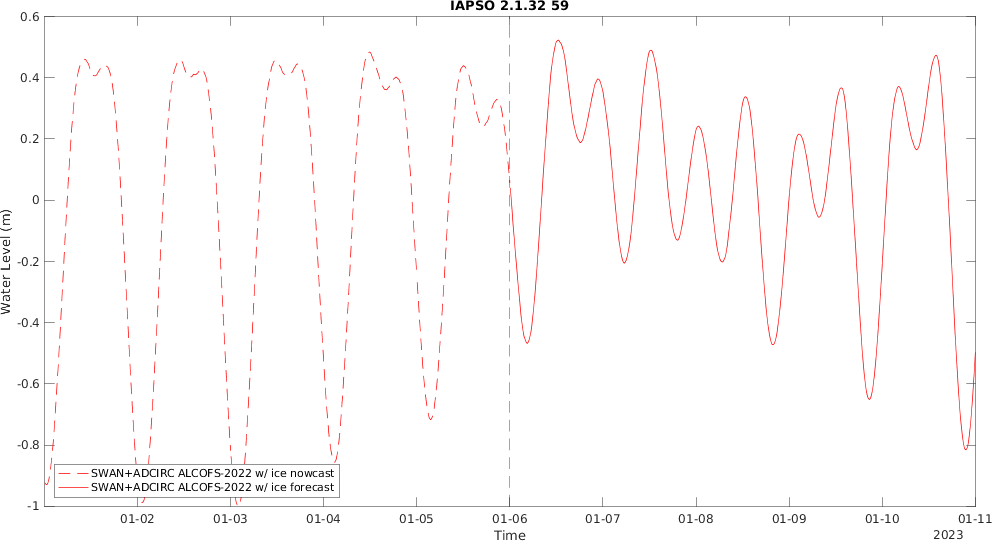 IAPSO 2.1.32 59
0.6
0.4
0.2
0
-0.2
-0.4
-0.6
-0.8
-1
Water Level (m)
SWAN+ADCIRC ALCOFS-2022 w/ ice nowcast
SWAN+ADCIRC ALCOFS-2022 w/ ice forecast
01-02 01-03 01-04 01-05 01-06 01-07 01-08 01-09 01-10 01-11
Time
2023